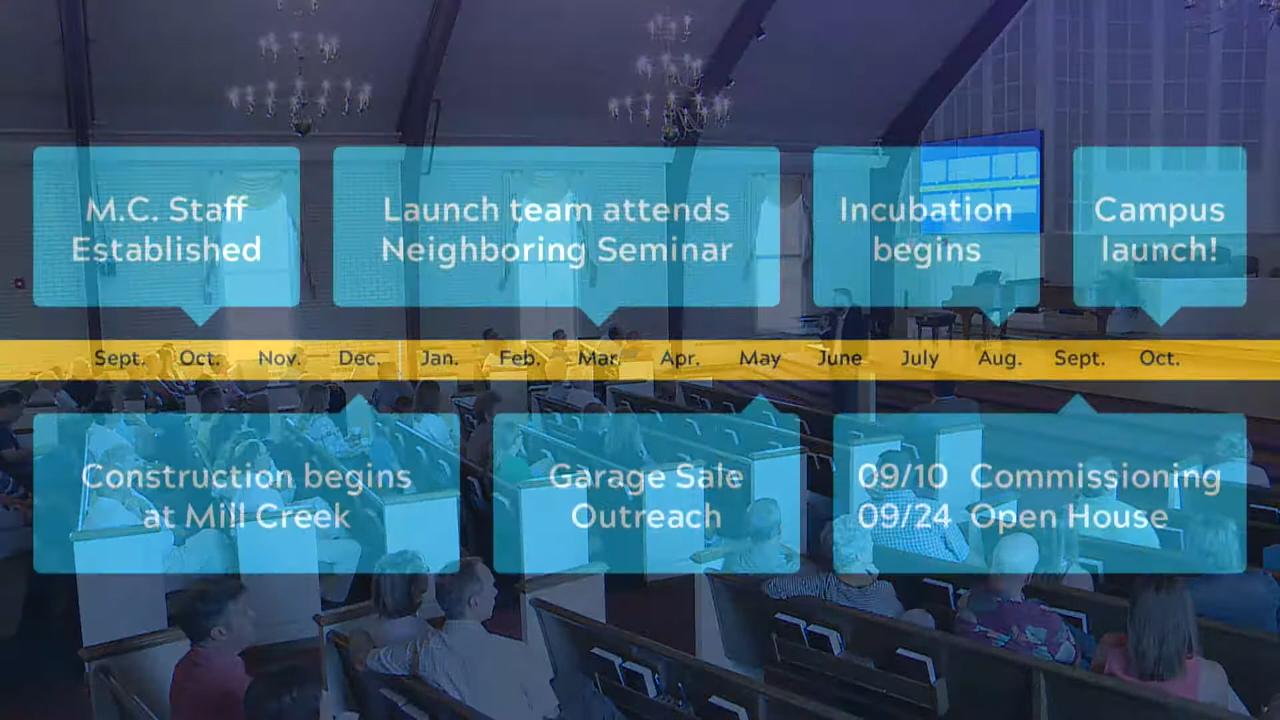 M.C. Staff
Established
Launch team attends
Neighboring Seminar
Incubation
begins
Campus
launch!
Sept. Oct. Nov. Dec. Jan. Feb. Mar. Apr. May June July Aug. Sept. Oct.
Construction begins
at Mill Creek
Garage Sale
Outreach
09/10 Commissioning
09/24 Open House